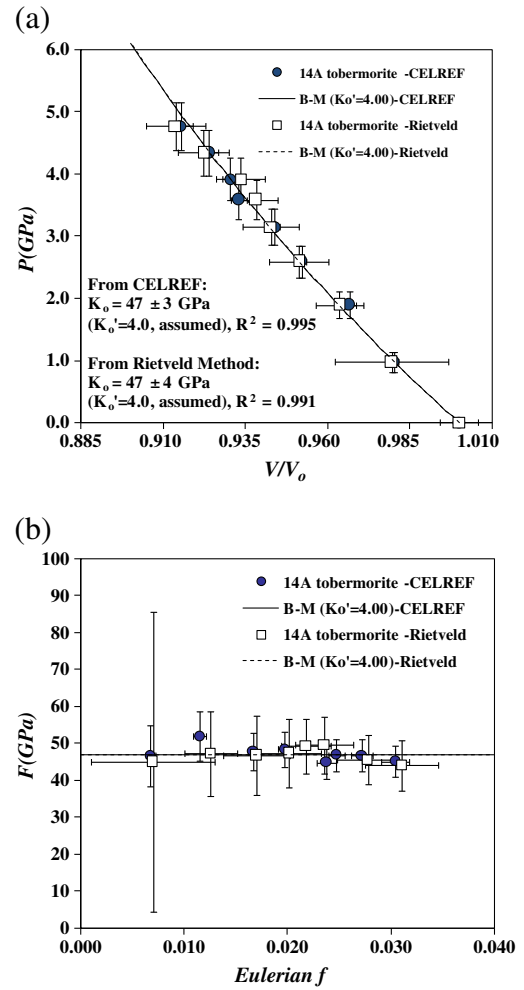 (a)
6.0
5.0
4.0
3.0
2.0
1.0
0.0
P(GPa)
14A tobermorite -CELREF
B-M (Ko'=4.00)-CELREF
14A tobermorite -Rietveld
B-M (Ko'=4.00)-Rietveld
From CELREF:
Ko = 47 ±3 GPa
(Ko'=4.0, assumed), R2 = 0.995
From Rietveld Method:
Ko = 47 ±4 GPa
(Ko'=4.0, assumed), R2 = 0.991
0.885 0.910 0.935 0.960 0.985 1.010
V/Vo
(b)
100
90
80
70
60
50
40
30
20
10
0
F(GPa)
14A tobermorite -CELREF
B-M (Ko'=4.00)-CELREF
14A tobermorite -Rietveld
B-M (Ko'=4.00)-Rietveld
0.000 0.010 0.020 0.030 0.040
Eulerian f